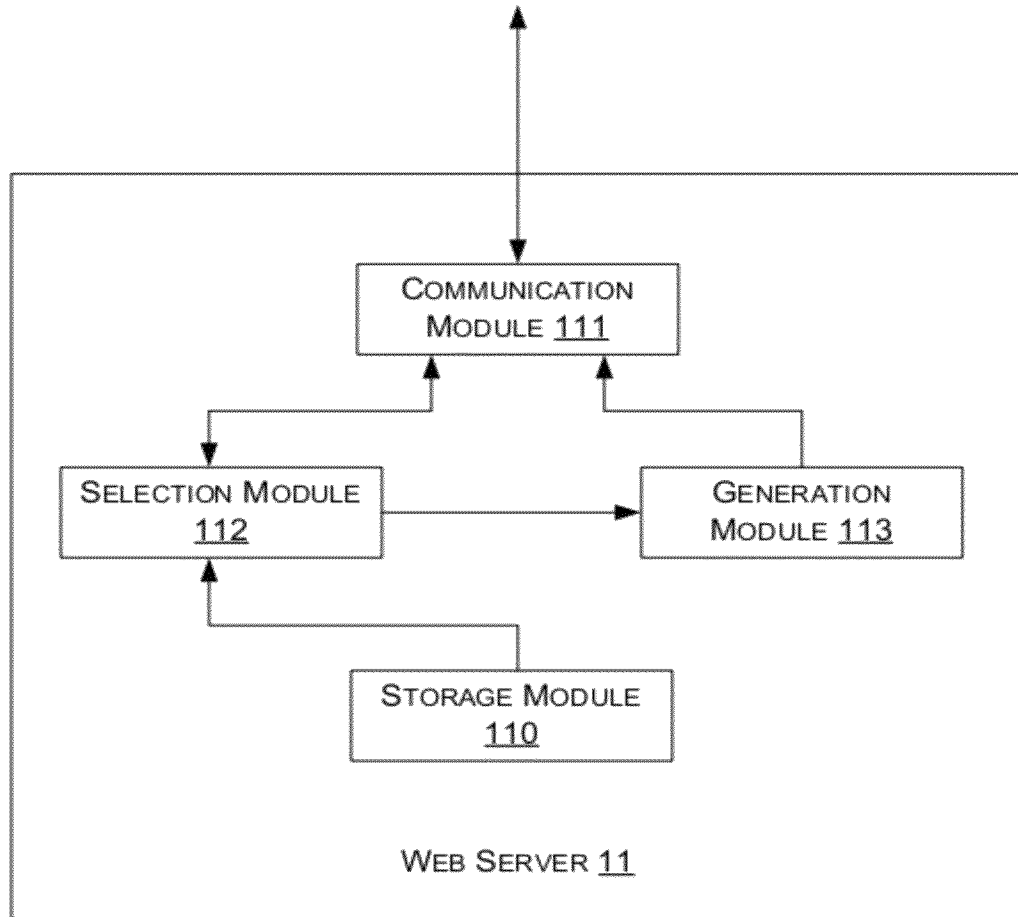 COMMUNICATION
MODULE 111
SELECTION MODULE
112
GENERATION
MODULE 113
STORAGE MODULE
110
WEB SERVER 11